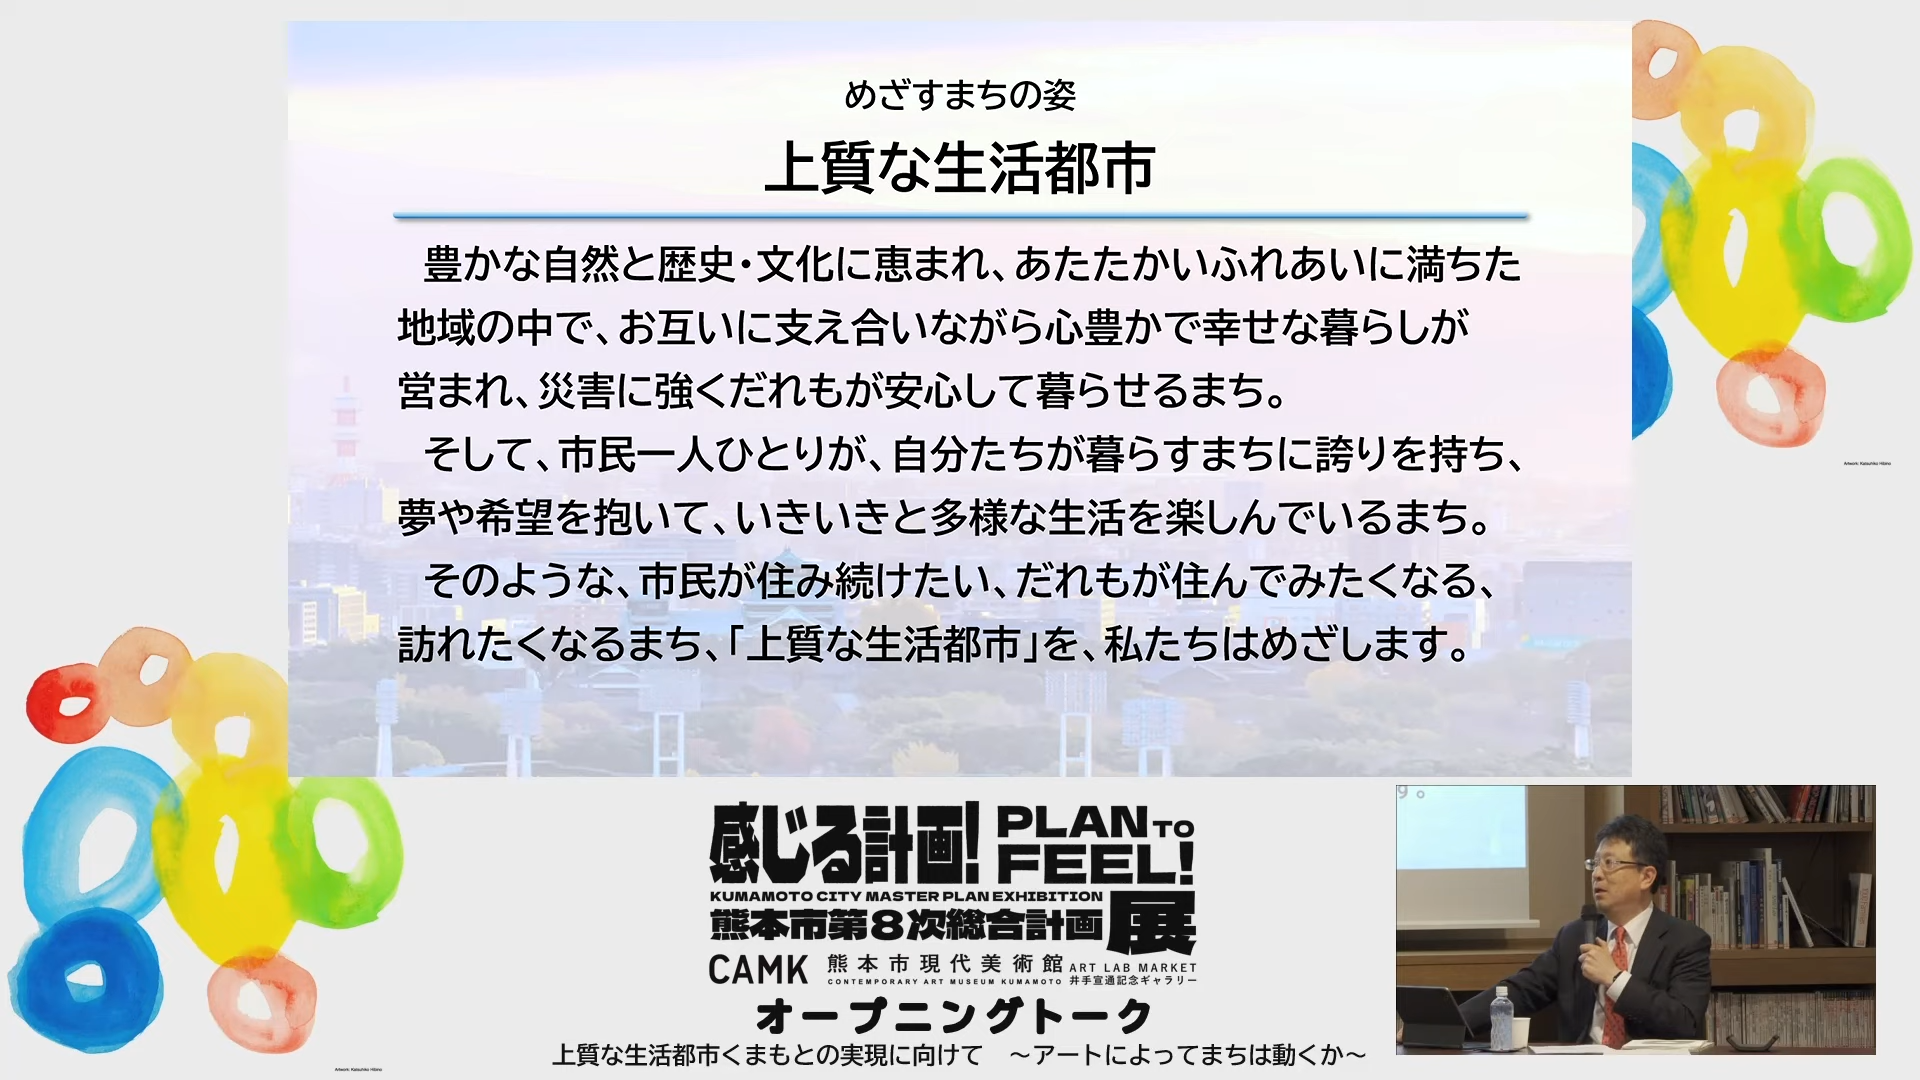 めざすまちの姿
上質な生活都市
豊かな自然と歴史・文化に恵まれ、あたたかいふれあいに満ちた
地域の中で、お互いに支え合いながら心豊かで幸せな暮らしが
営まれ、災害に強くだれもが安心して暮らせるまち。
そして、市民一人ひとりが、自分たちが暮らすまちに誇りを持ち、
夢や希望を抱いて、いきいきと多様な生活を楽しんでいるまち。
そのような、市民が住み続けたい、だれもが住んでみたくなる、
訪れたくなるまち、「上質な生活都市」を、私たちはめざします。
Artwork: Katsuhiko Hibino
す。
感じる計画! PLAN TO FEEL!
KUMAMOTO CITY MASTER PLAN EXHIBITION
熊本市第8次総合計画展
CAMK 熊本市現代美術館 ART LAB MARKET
CONTEMPORARY ART MUSEUM KUMAMOTO 井手宣通記念ギャラリー
オープニングトーク
上質な生活都市くまもとの実現に向けて　～アートによってまちは動くか～
Artwork: Katsuhiko Hibino